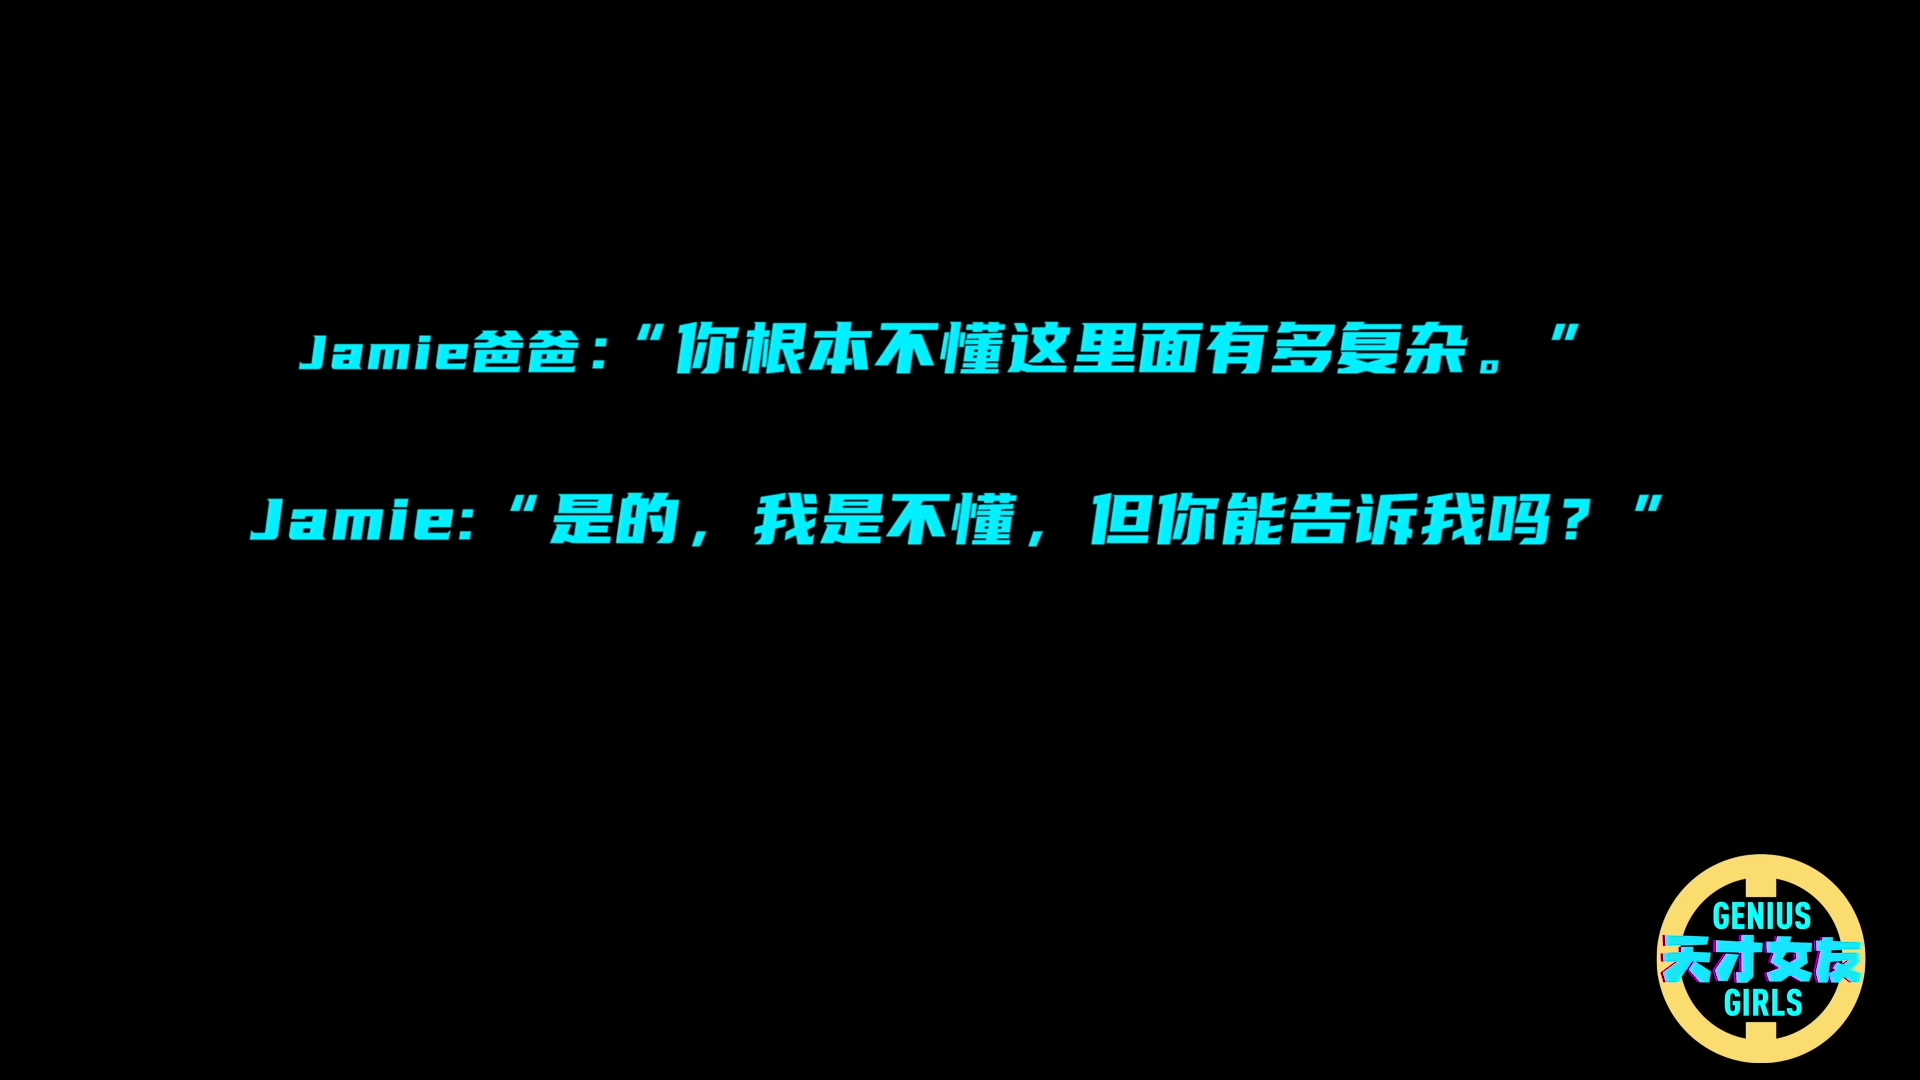 Jamie爸爸：“你根本不懂这里面有多复杂。”
Jamie:“是的，我是不懂，但你能告诉我吗？”
GENIUS
天才女友
GIRLS